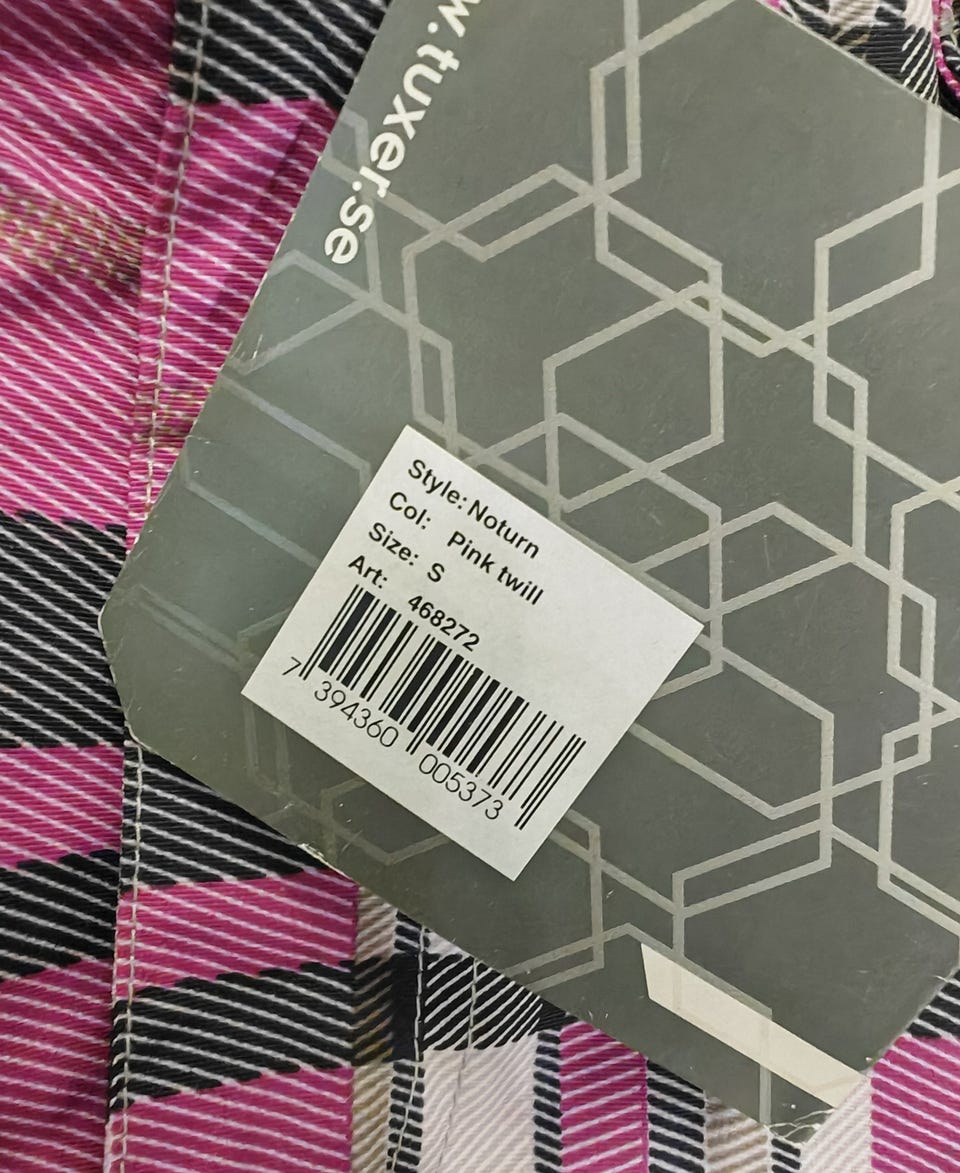 w.tuxer.se
Style: Noturn
Col: Pink twill
Size: S
Art: 468272
7 394360 005373